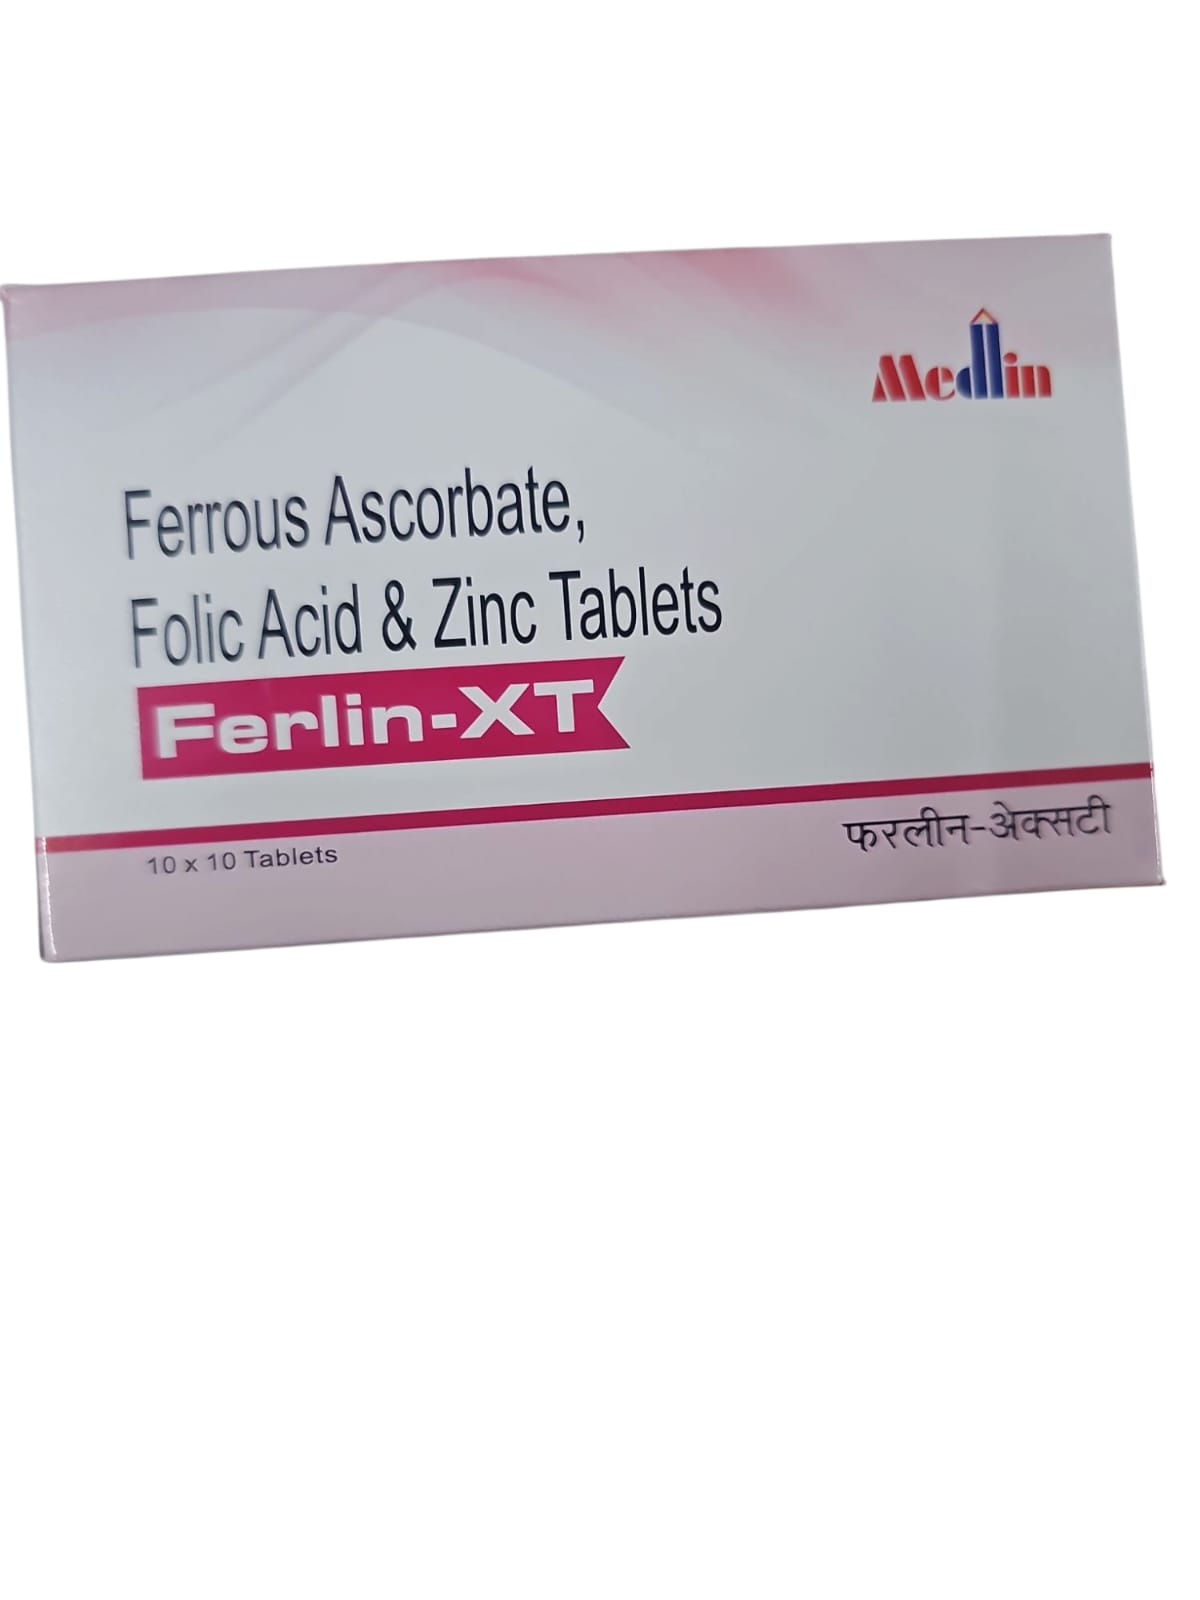 Medlin
Ferrous Ascorbate,
Folic Acid & Zinc Tablets
Ferlin-XT
10 x 10 Tablets
फरलीन-अेक्सटी